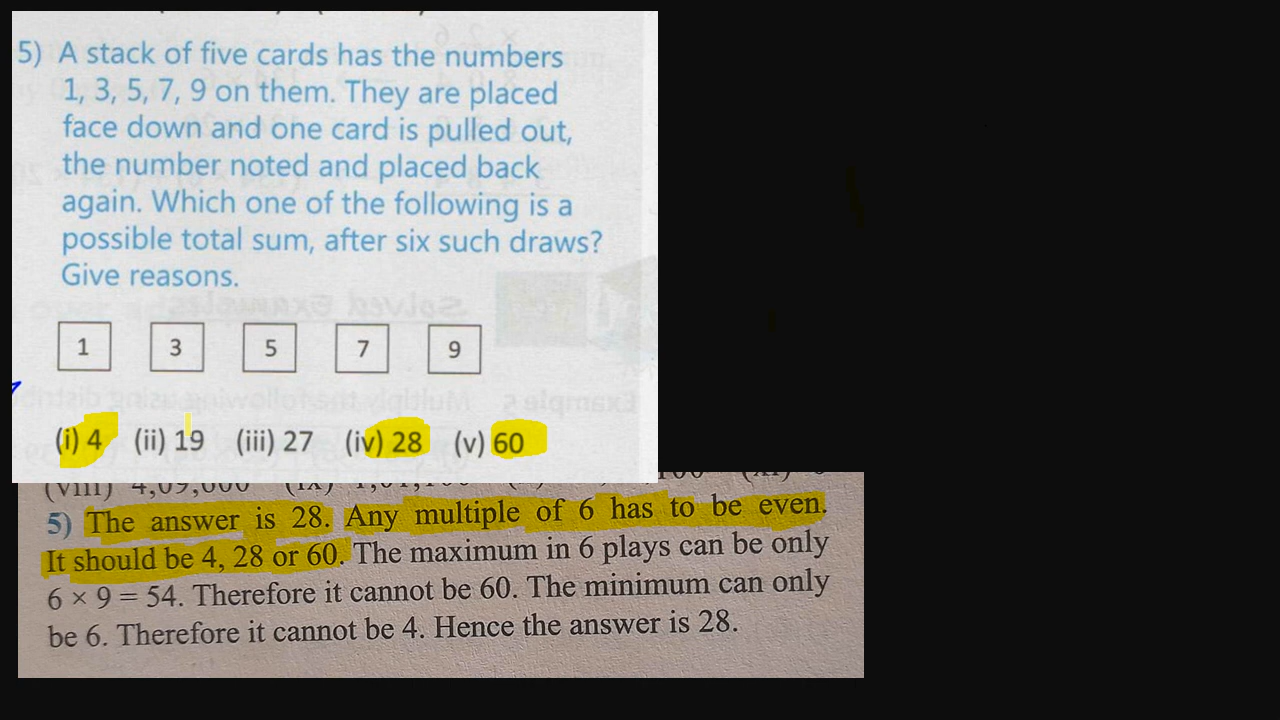 5) A stack of five cards has the numbers
1, 3, 5, 7, 9 on them. They are placed
face down and one card is pulled out,
the number noted and placed back
again. Which one of the following is a
possible total sum, after six such draws?
Give reasons.
1 3 5 7 9
(i) 4 (ii) 19 (iii) 27 (iv) 28 (v) 60
5) The answer is 28. Any multiple of 6 has to be even.
It should be 4, 28 or 60. The maximum in 6 plays can be only
6 × 9 = 54. Therefore it cannot be 60. The minimum can only
be 6. Therefore it cannot be 4. Hence the answer is 28.